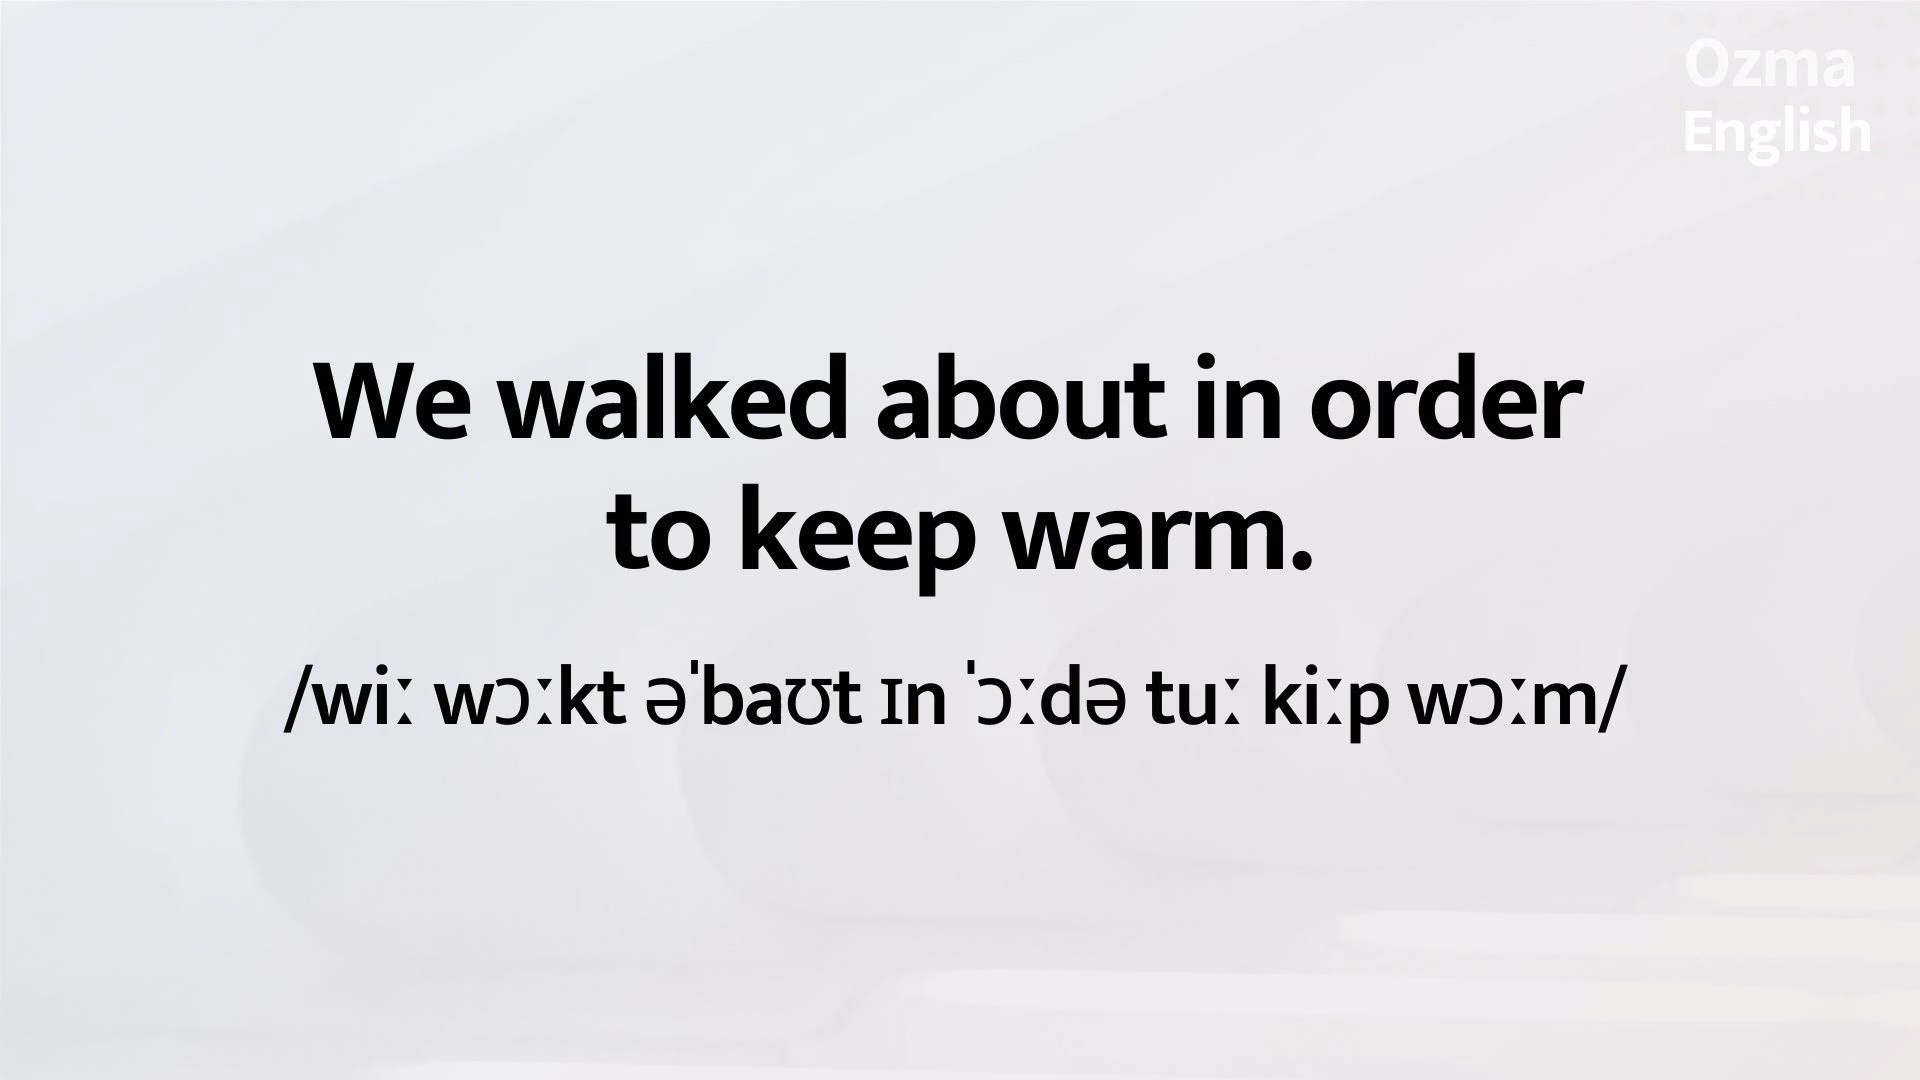 Ozma
English
We walked about in order
to keep warm.
/wiː wɔːkt əˈbaʊt ɪn ˈɔːdə tuː kiːp wɔːm/